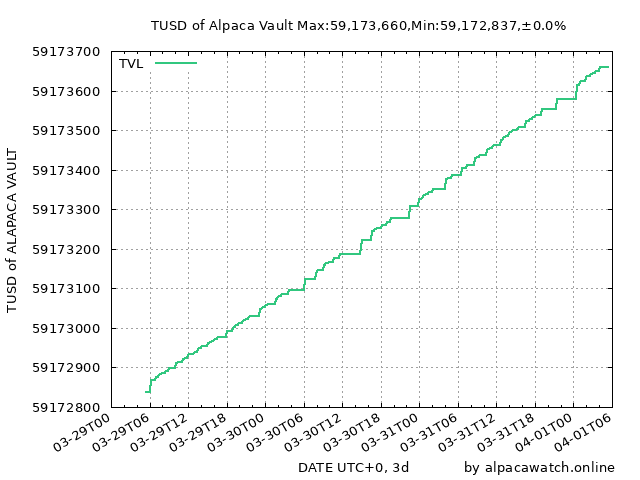 TUSD of Alpaca Vault Max:59,173,660,Min:59,172,837,±0.0%
TVL
59173700
59173600
59173500
59173400
59173300
59173200
59173100
59173000
59172900
59172800
TUSD of ALAPACA VAULT
03-29T00
03-29T06
03-29T12
03-29T18
03-30T00
03-30T06
03-30T12
03-30T18
03-31T00
03-31T06
03-31T12
03-31T18
04-01T00
04-01T06
DATE UTC+0, 3d
by alpacawatch.online